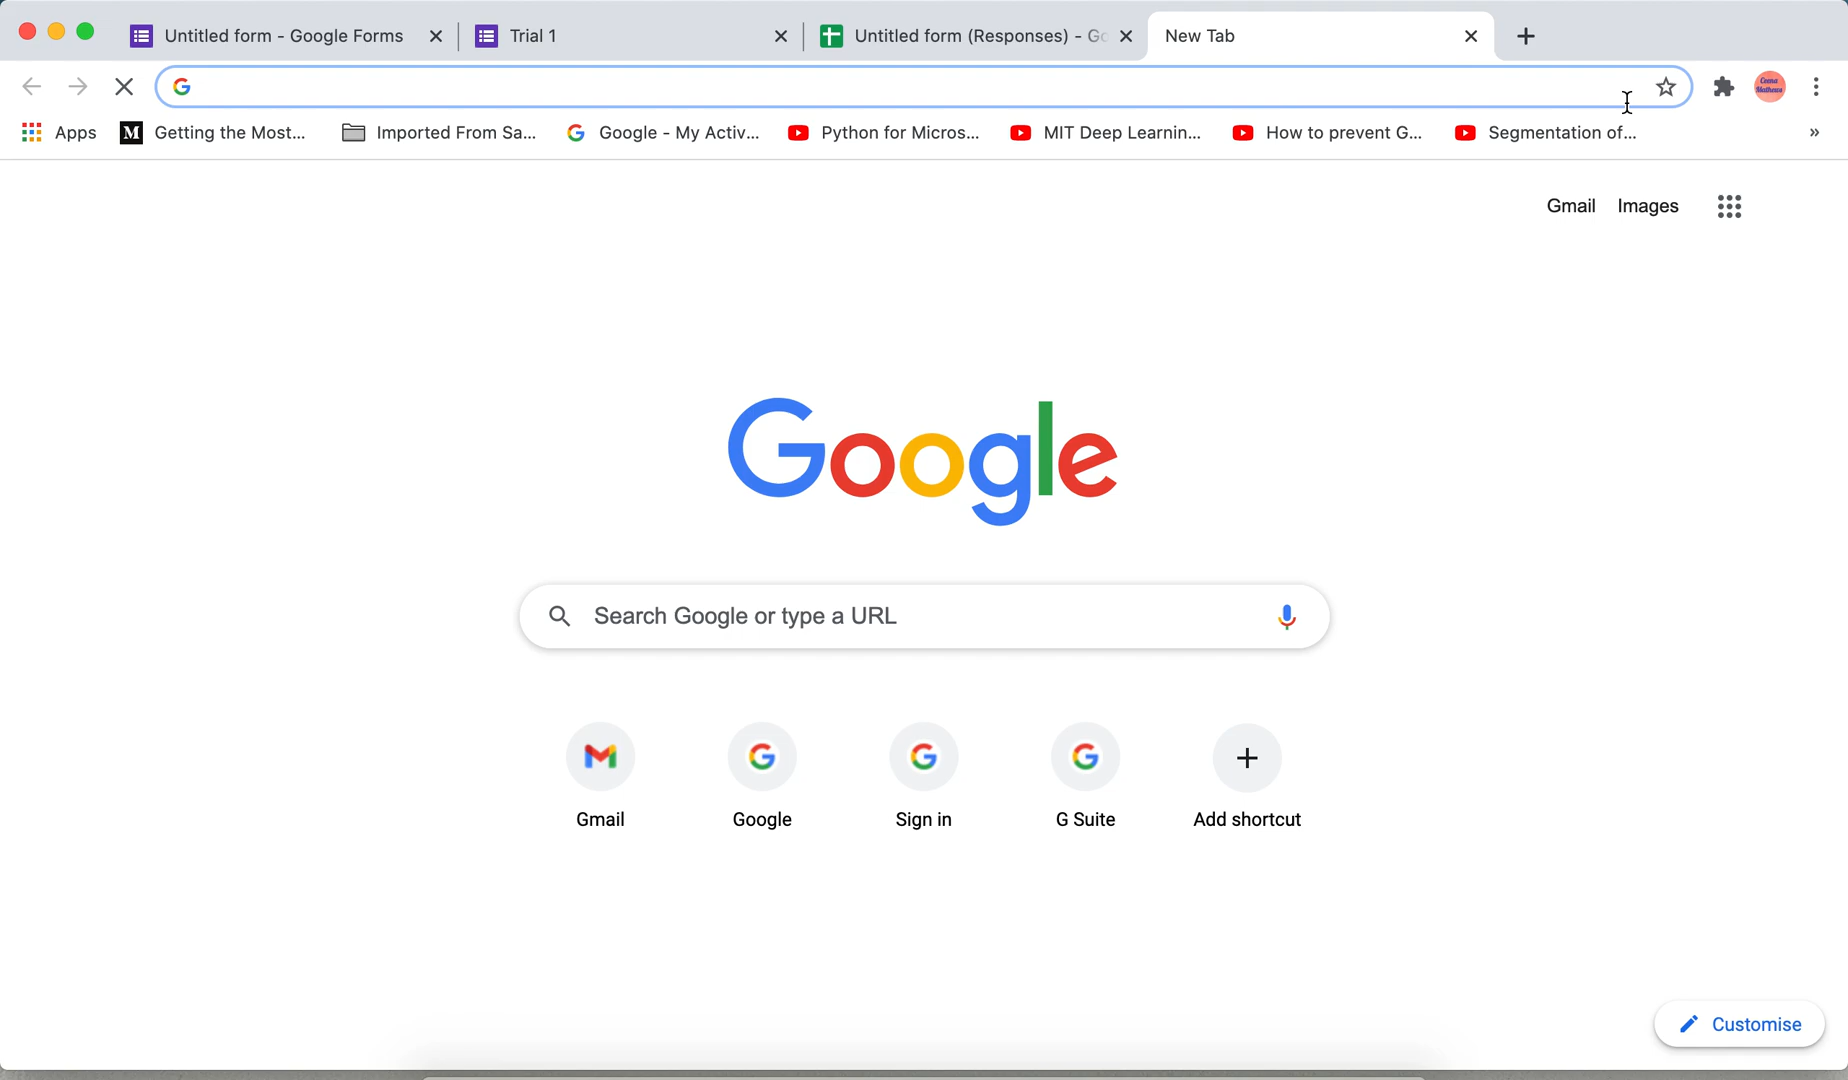 Untitled form - Google Forms
Trial 1
Untitled form (Responses) - Go
New Tab
Apps
M Getting the Most...
Imported From Sa...
Google - My Activ...
Python for Micros...
MIT Deep Learnin...
How to prevent G...
Segmentation of...
»
Gmail
Images
Google
Search Google or type a URL
Gmail
Google
Sign in
G Suite
Add shortcut
Customise